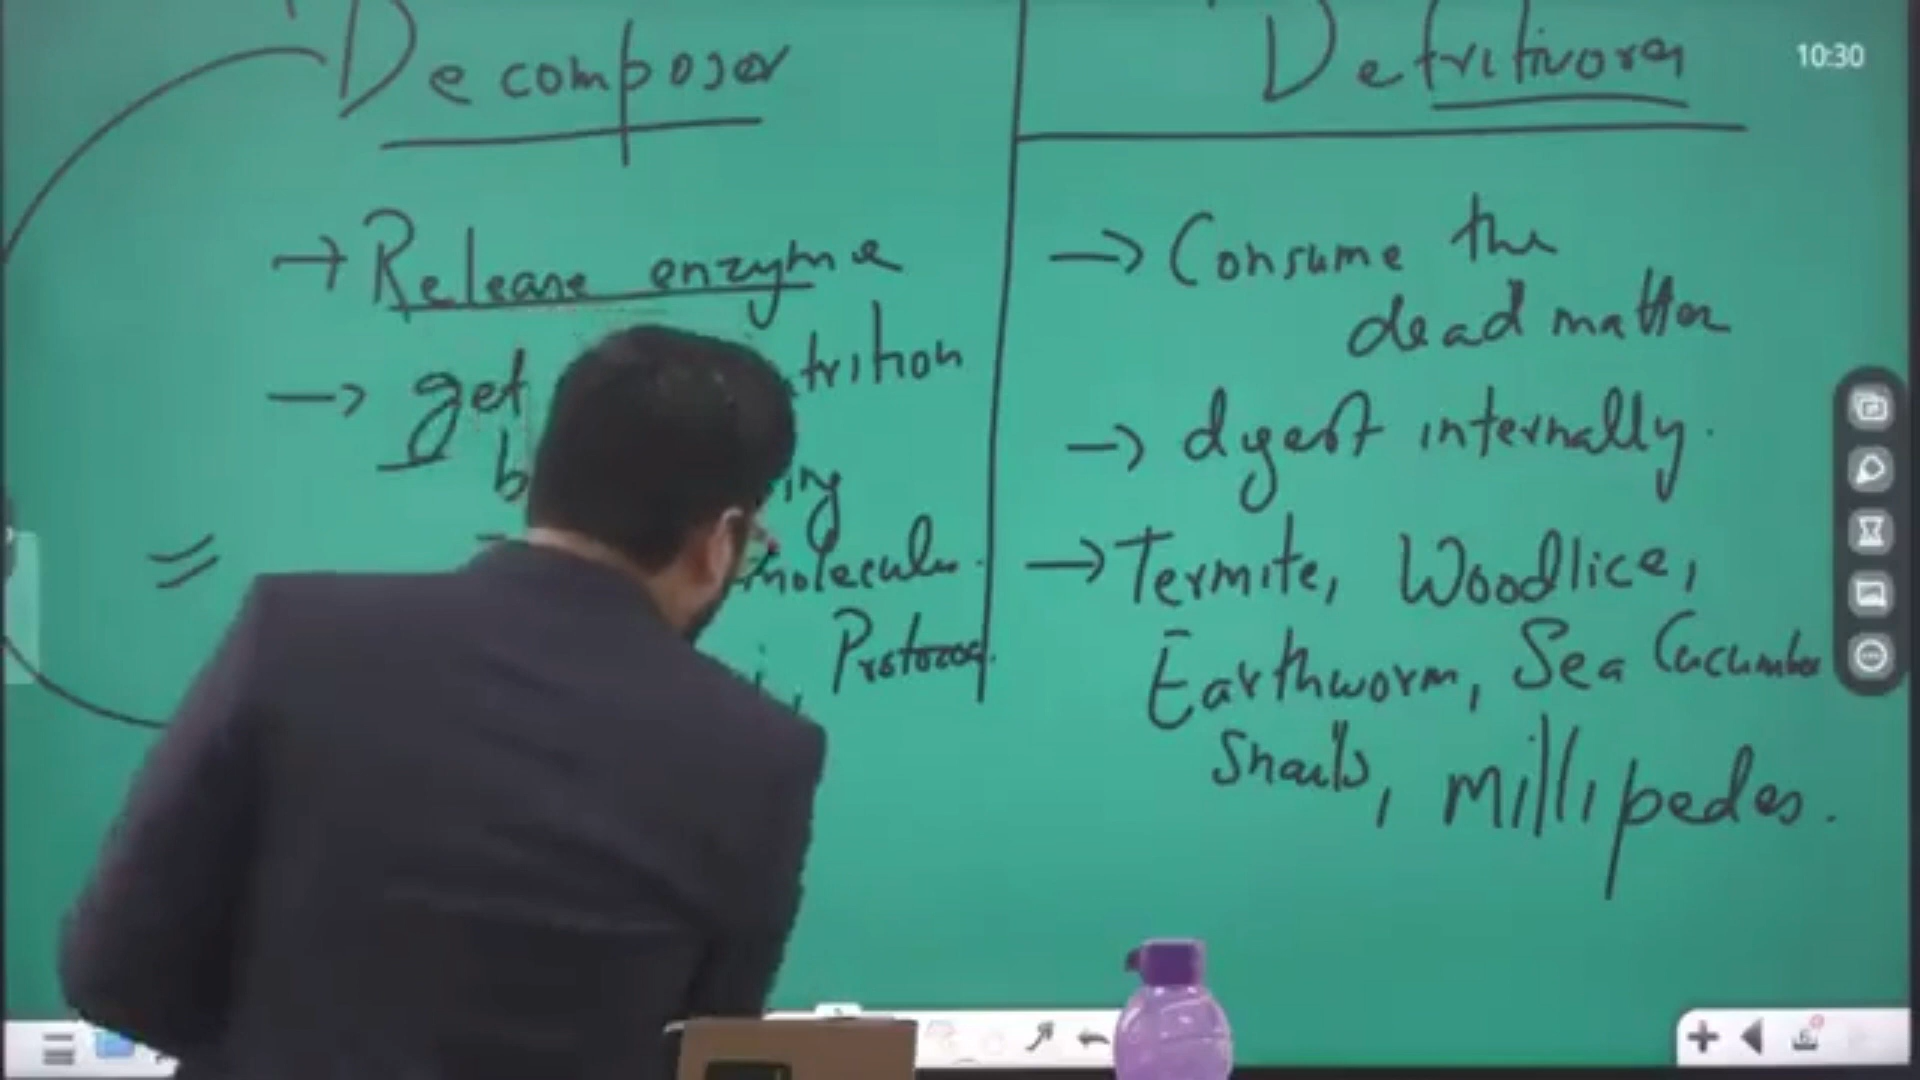 Decomposer
Detritivores
10:30
→ Release enzyme
→ get
b
molecule.
Protozoa.
→ Consume the
dead matter
→ digest internally.
→ Termite, Woodlice,
Earthworm, Sea Cucumber
Snails, Millipedes.